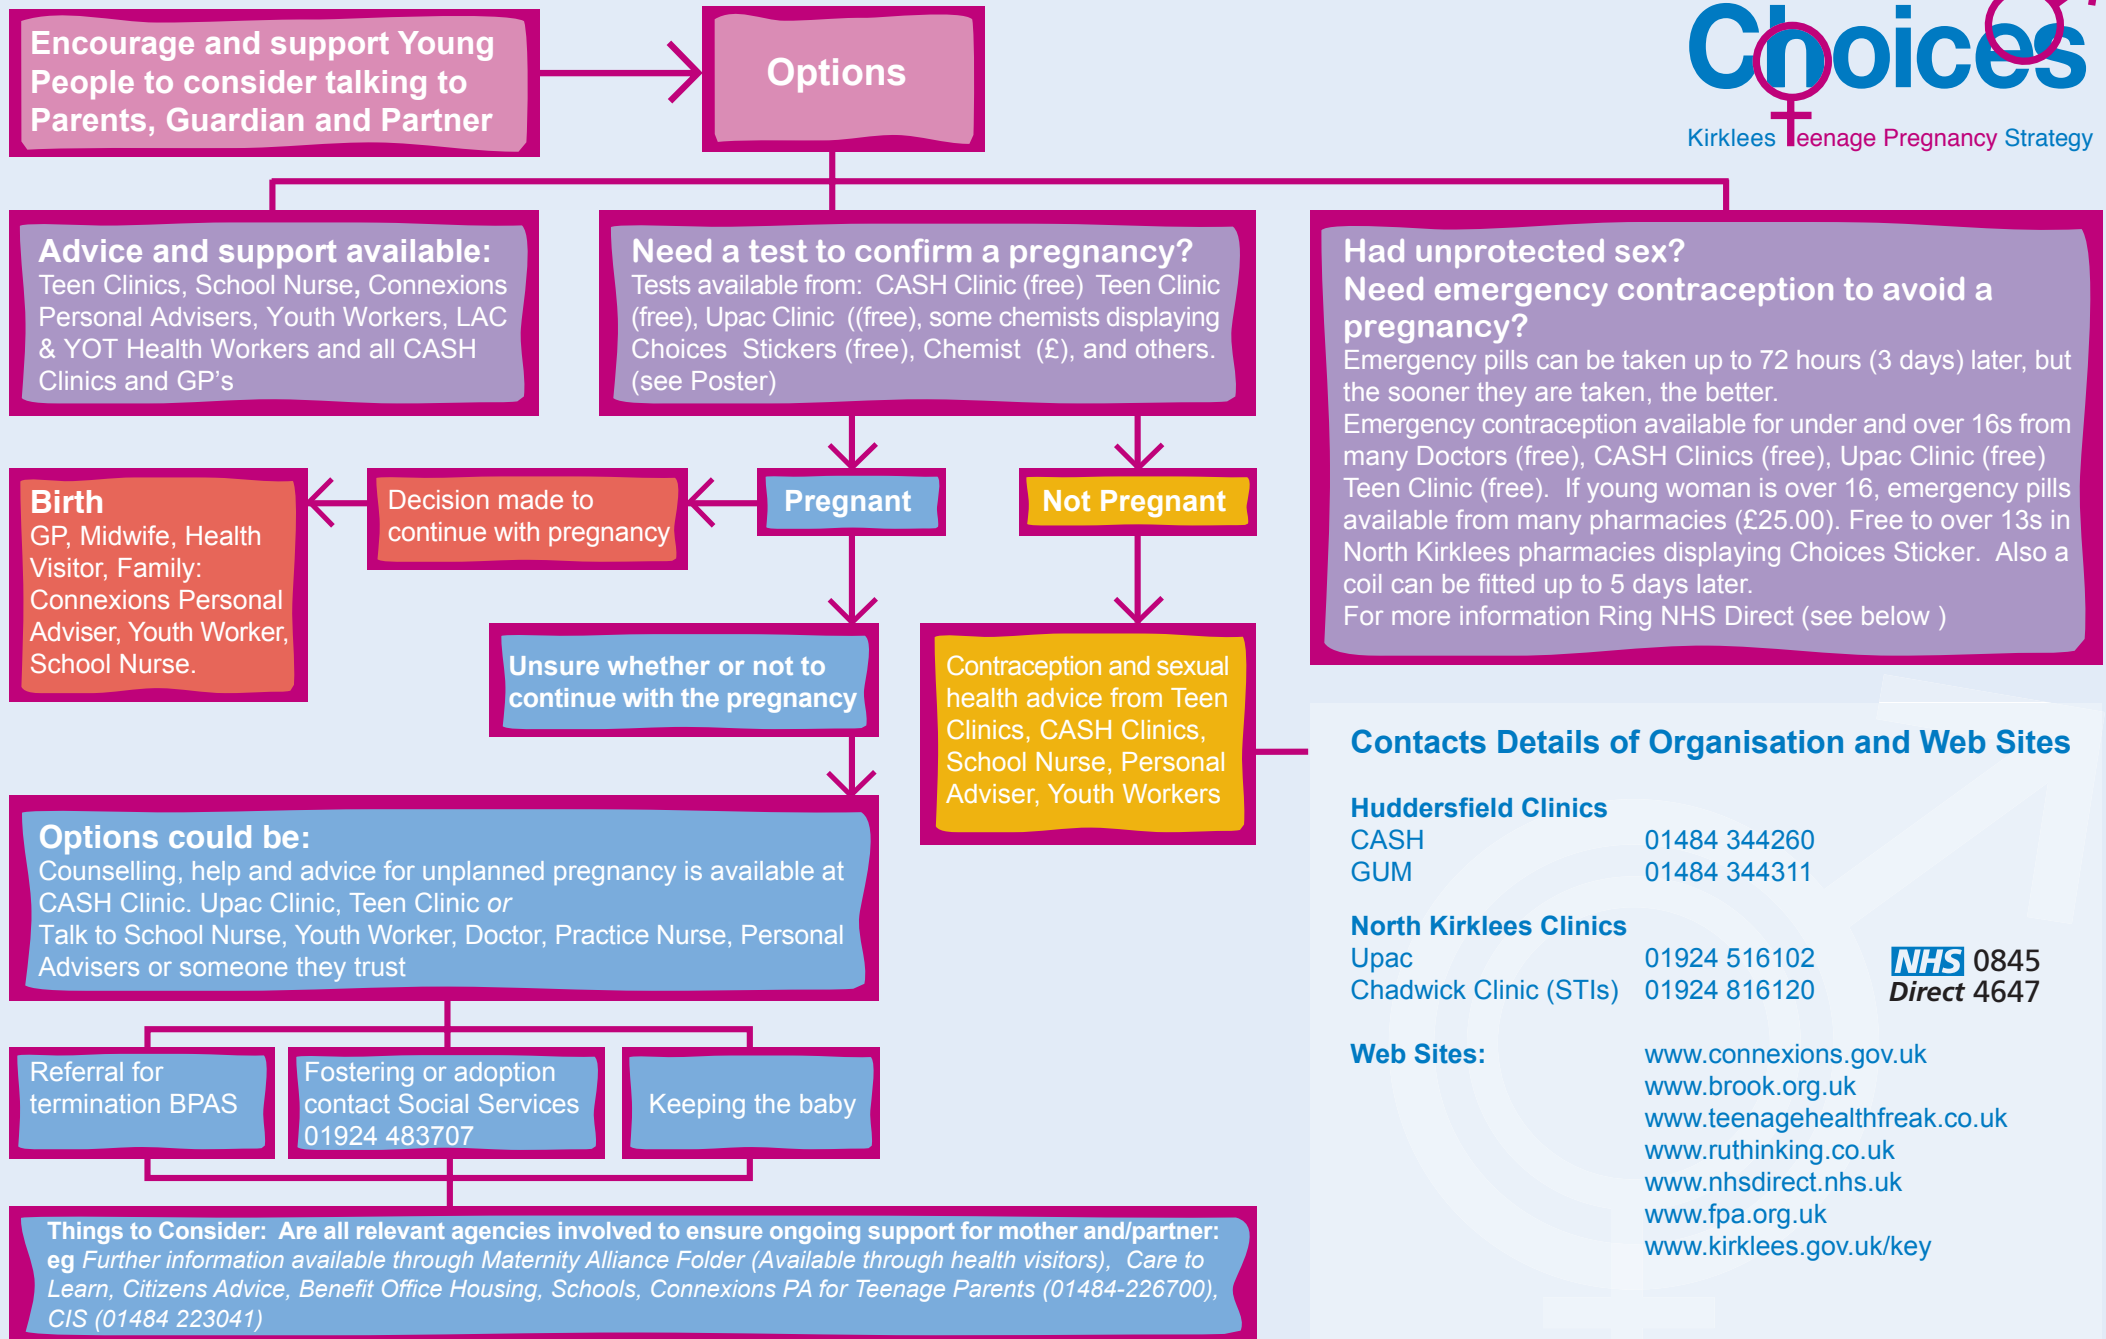 Encourage and support Young
People to consider talking to
Parents, Guardian and Partner
Options
Choices
Kirklees Teenage Pregnancy Strategy
Advice and support available:
Teen Clinics, School Nurse, Connexions
Personal Advisers, Youth Workers, LAC
& YOT Health Workers and all CASH
Clinics and GP's
Need a test to confirm a pregnancy?
Tests available from: CASH Clinic (free) Teen Clinic
(free), Upac Clinic ((free), some chemists displaying
Choices Stickers (free), Chemist (£), and others.
(see Poster)
Had unprotected sex?
Need emergency contraception to avoid a
pregnancy?
Emergency pills can be taken up to 72 hours (3 days) later, but
the sooner they are taken, the better.
Emergency contraception available for under and over 16s from
many Doctors (free), CASH Clinics (free), Upac Clinic (free)
Teen Clinic (free). If young woman is over 16, emergency pills
available from many pharmacies (£25.00). Free to over 13s in
North Kirklees pharmacies displaying Choices Sticker. Also a
coil can be fitted up to 5 days later.
For more information Ring NHS Direct (see below )
Birth
GP, Midwife, Health
Visitor, Family:
Connexions Personal
Adviser, Youth Worker,
School Nurse.
Decision made to
continue with pregnancy
Pregnant
Not Pregnant
Unsure whether or not to
continue with the pregnancy
Contraception and sexual
health advice from Teen
Clinics, CASH Clinics,
School Nurse, Personal
Adviser, Youth Workers
Options could be:
Counselling, help and advice for unplanned pregnancy is available at
CASH Clinic. Upac Clinic, Teen Clinic or
Talk to School Nurse, Youth Worker, Doctor, Practice Nurse, Personal
Advisers or someone they trust
Referral for
termination BPAS
Fostering or adoption
contact Social Services
01924 483707
Keeping the baby
Things to Consider: Are all relevant agencies involved to ensure ongoing support for mother and/partner:
eg Further information available through Maternity Alliance Folder (Available through health visitors), Care to
Learn, Citizens Advice, Benefit Office Housing, Schools, Connexions PA for Teenage Parents (01484-226700),
CIS (01484 223041)
Contacts Details of Organisation and Web Sites
Huddersfield Clinics
CASH 01484 344260
GUM 01484 344311
North Kirklees Clinics
Upac 01924 516102
Chadwick Clinic (STIs) 01924 816120
NHS 0845
Direct 4647
Web Sites: www.connexions.gov.uk
www.brook.org.uk
www.teenagehealthfreak.co.uk
www.ruthinking.co.uk
www.nhsdirect.nhs.uk
www.fpa.org.uk
www.kirklees.gov.uk/key